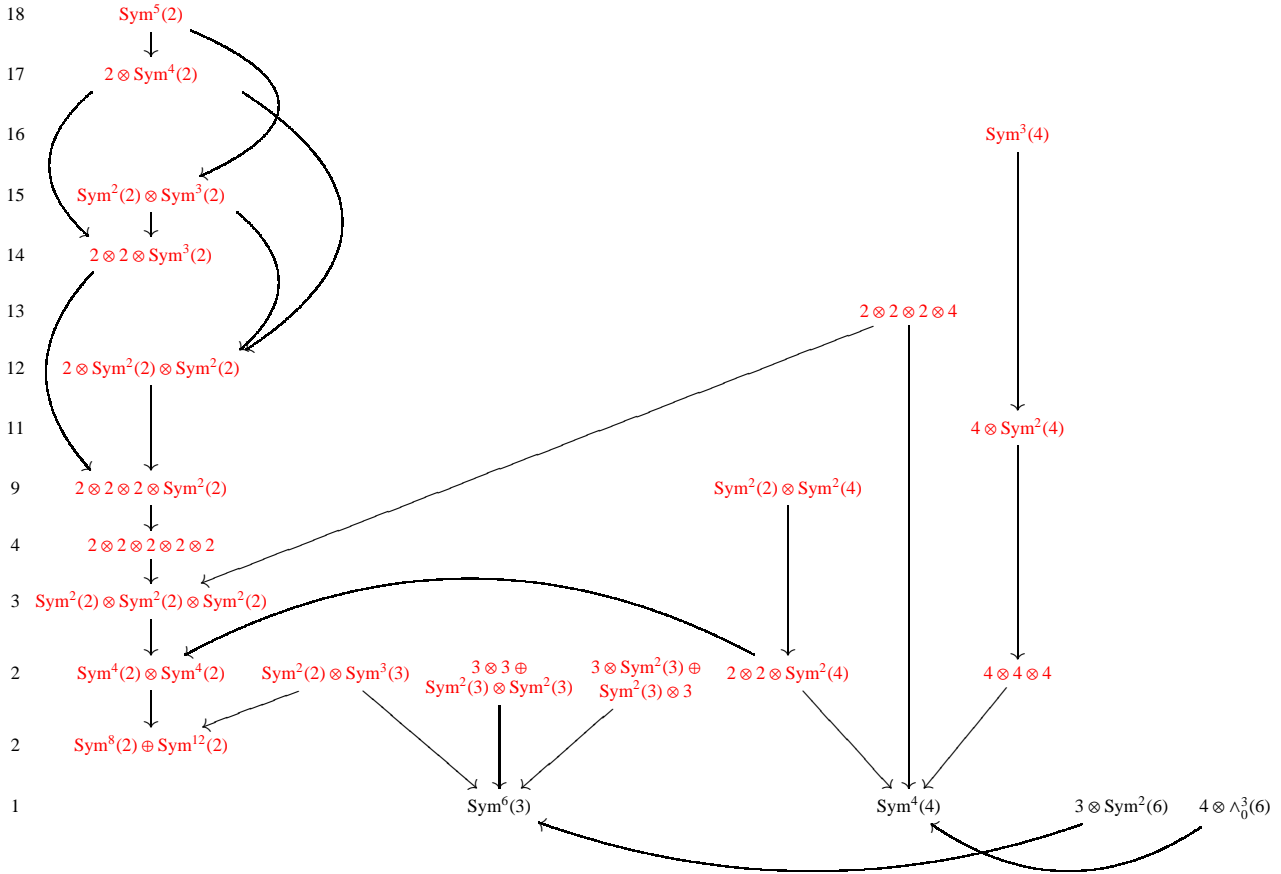 18 Sym⁵(2)
17 2 ⊗ Sym⁴(2)
16 Sym³(4)
15 Sym²(2) ⊗ Sym³(2)
14 2 ⊗ 2 ⊗ Sym³(2)
13 2 ⊗ 2 ⊗ 2 ⊗ 4
12 2 ⊗ Sym²(2) ⊗ Sym²(2)
11 4 ⊗ Sym²(4)
9 2 ⊗ 2 ⊗ 2 ⊗ Sym²(2) Sym²(2) ⊗ Sym²(4)
4 2 ⊗ 2 ⊗ 2 ⊗ 2 ⊗ 2
3 Sym²(2) ⊗ Sym²(2) ⊗ Sym²(2)
2 Sym⁴(2) ⊗ Sym⁴(2) Sym²(2) ⊗ Sym³(3)
3 ⊗ 3 ⊕
Sym²(3) ⊗ Sym²(3)
3 ⊗ Sym²(3) ⊕
Sym²(3) ⊗ 3
2 ⊗ 2 ⊗ Sym²(4) 4 ⊗ 4 ⊗ 4
2 Sym⁸(2) ⊕ Sym¹²(2)
1 Sym⁶(3) Sym⁴(4) 3 ⊗ Sym²(6) 4 ⊗ ∧₀³(6)